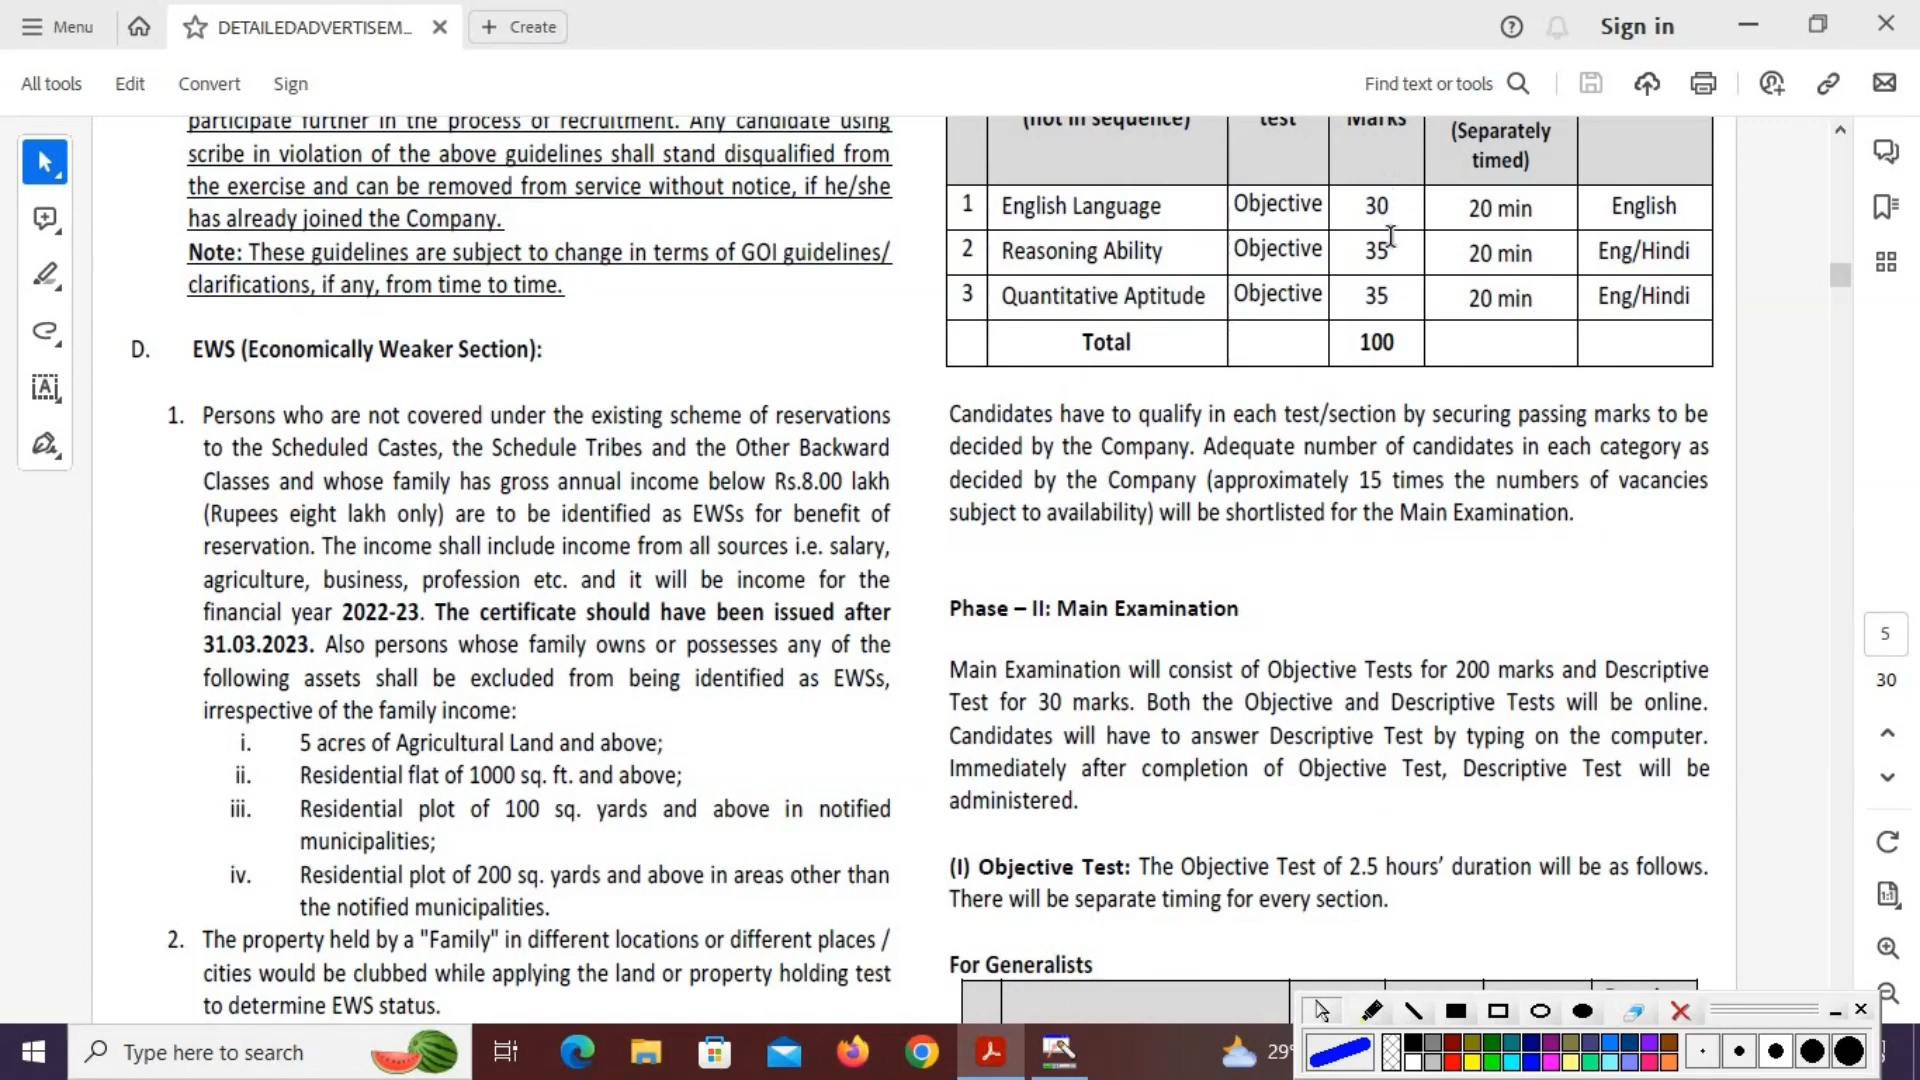 Menu
DETAILEDADVERTISEM...
Create
Sign in
All tools
Edit
Convert
Sign
Find text or tools
participate further in the process of recruitment. Any candidate using
scribe in violation of the above guidelines shall stand disqualified from
the exercise and can be removed from service without notice, if he/she
has already joined the Company.
Note: These guidelines are subject to change in terms of GOI guidelines/
clarifications, if any, from time to time.
D. EWS (Economically Weaker Section):
1. Persons who are not covered under the existing scheme of reservations
to the Scheduled Castes, the Schedule Tribes and the Other Backward
Classes and whose family has gross annual income below Rs.8.00 lakh
(Rupees eight lakh only) are to be identified as EWSs for benefit of
reservation. The income shall include income from all sources i.e. salary,
agriculture, business, profession etc. and it will be income for the
financial year 2022-23. The certificate should have been issued after
31.03.2023. Also persons whose family owns or possesses any of the
following assets shall be excluded from being identified as EWSs,
irrespective of the family income:
i. 5 acres of Agricultural Land and above;
ii. Residential flat of 1000 sq. ft. and above;
iii. Residential plot of 100 sq. yards and above in notified
municipalities;
iv. Residential plot of 200 sq. yards and above in areas other than
the notified municipalities.
2. The property held by a "Family" in different locations or different places /
cities would be clubbed while applying the land or property holding test
to determine EWS status.
(not in sequence) test Marks (Separately
timed)
1 English Language Objective 30 20 min English
2 Reasoning Ability Objective 35 20 min Eng/Hindi
3 Quantitative Aptitude Objective 35 20 min Eng/Hindi
Total 100
Candidates have to qualify in each test/section by securing passing marks to be
decided by the Company. Adequate number of candidates in each category as
decided by the Company (approximately 15 times the numbers of vacancies
subject to availability) will be shortlisted for the Main Examination.
Phase – II: Main Examination
Main Examination will consist of Objective Tests for 200 marks and Descriptive
Test for 30 marks. Both the Objective and Descriptive Tests will be online.
Candidates will have to answer Descriptive Test by typing on the computer.
Immediately after completion of Objective Test, Descriptive Test will be
administered.
(I) Objective Test: The Objective Test of 2.5 hours' duration will be as follows.
There will be separate timing for every section.
For Generalists
5
30
1:1
Type here to search
29°